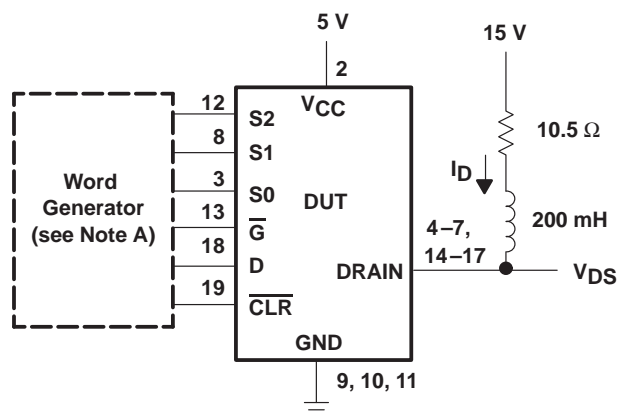 5 V
15 V
2
VCC
10.5 Ω
ID
200 mH
Word
Generator
(see Note A)
12
S2
8
S1
3
S0
13
G
18
D
19
CLR
DUT
4–7,
14–17
DRAIN
VDS
GND
9, 10, 11